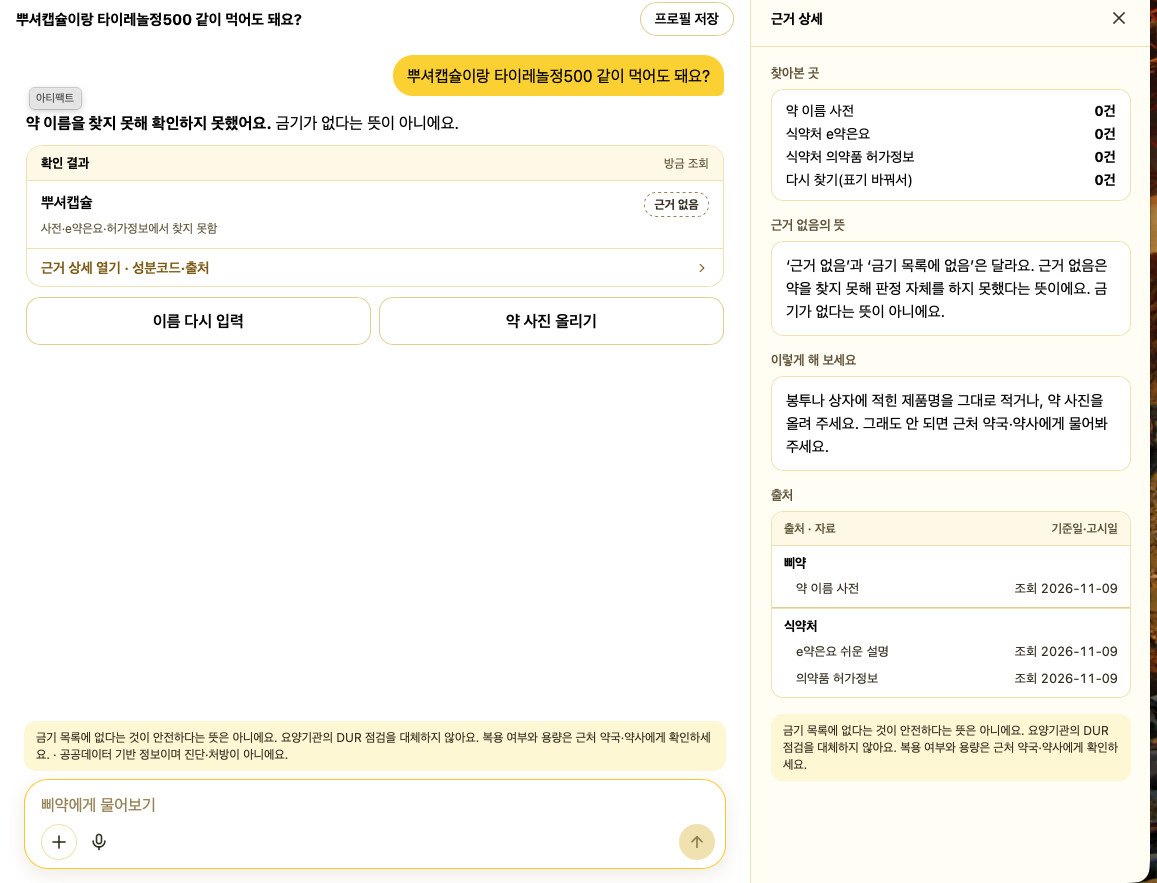 뿌셔캡슐이랑 타이레놀정500 같이 먹어도 돼요?
프로필 저장
뿌셔캡슐이랑 타이레놀정500 같이 먹어도 돼요?
아티팩트
약 이름을 찾지 못해 확인하지 못했어요. 금기가 없다는 뜻이 아니에요.
확인 결과
방금 조회
뿌셔캡슐
근거 없음
사전·e약은요·허가정보에서 찾지 못함
근거 상세 열기 · 성분코드·출처
이름 다시 입력
약 사진 올리기
금기 목록에 없다는 것이 안전하다는 뜻은 아니에요. 요양기관의 DUR 점검을 대체하지 않아요. 복용 여부와 용량은 근처 약국·약사에게 확인하세
요. · 공공데이터 기반 정보이며 진단·처방이 아니에요.
삐약에게 물어보기
근거 상세
찾아본 곳
약 이름 사전 0건
식약처 e약은요 0건
식약처 의약품 허가정보 0건
다시 찾기(표기 바꿔서) 0건
근거 없음의 뜻
‘근거 없음’과 ‘금기 목록에 없음’은 달라요. 근거 없음은
약을 찾지 못해 판정 자체를 하지 못했다는 뜻이에요. 금
기가 없다는 뜻이 아니에요.
이렇게 해 보세요
봉투나 상자에 적힌 제품명을 그대로 적거나, 약 사진을
올려 주세요. 그래도 안 되면 근처 약국·약사에게 물어봐
주세요.
출처
출처 · 자료 기준일·고시일
삐약
약 이름 사전 조회 2026-11-09
식약처
e약은요 쉬운 설명 조회 2026-11-09
의약품 허가정보 조회 2026-11-09
금기 목록에 없다는 것이 안전하다는 뜻은 아니에요. 요양기관의 DUR
점검을 대체하지 않아요. 복용 여부와 용량은 근처 약국·약사에게 확인하
세요.